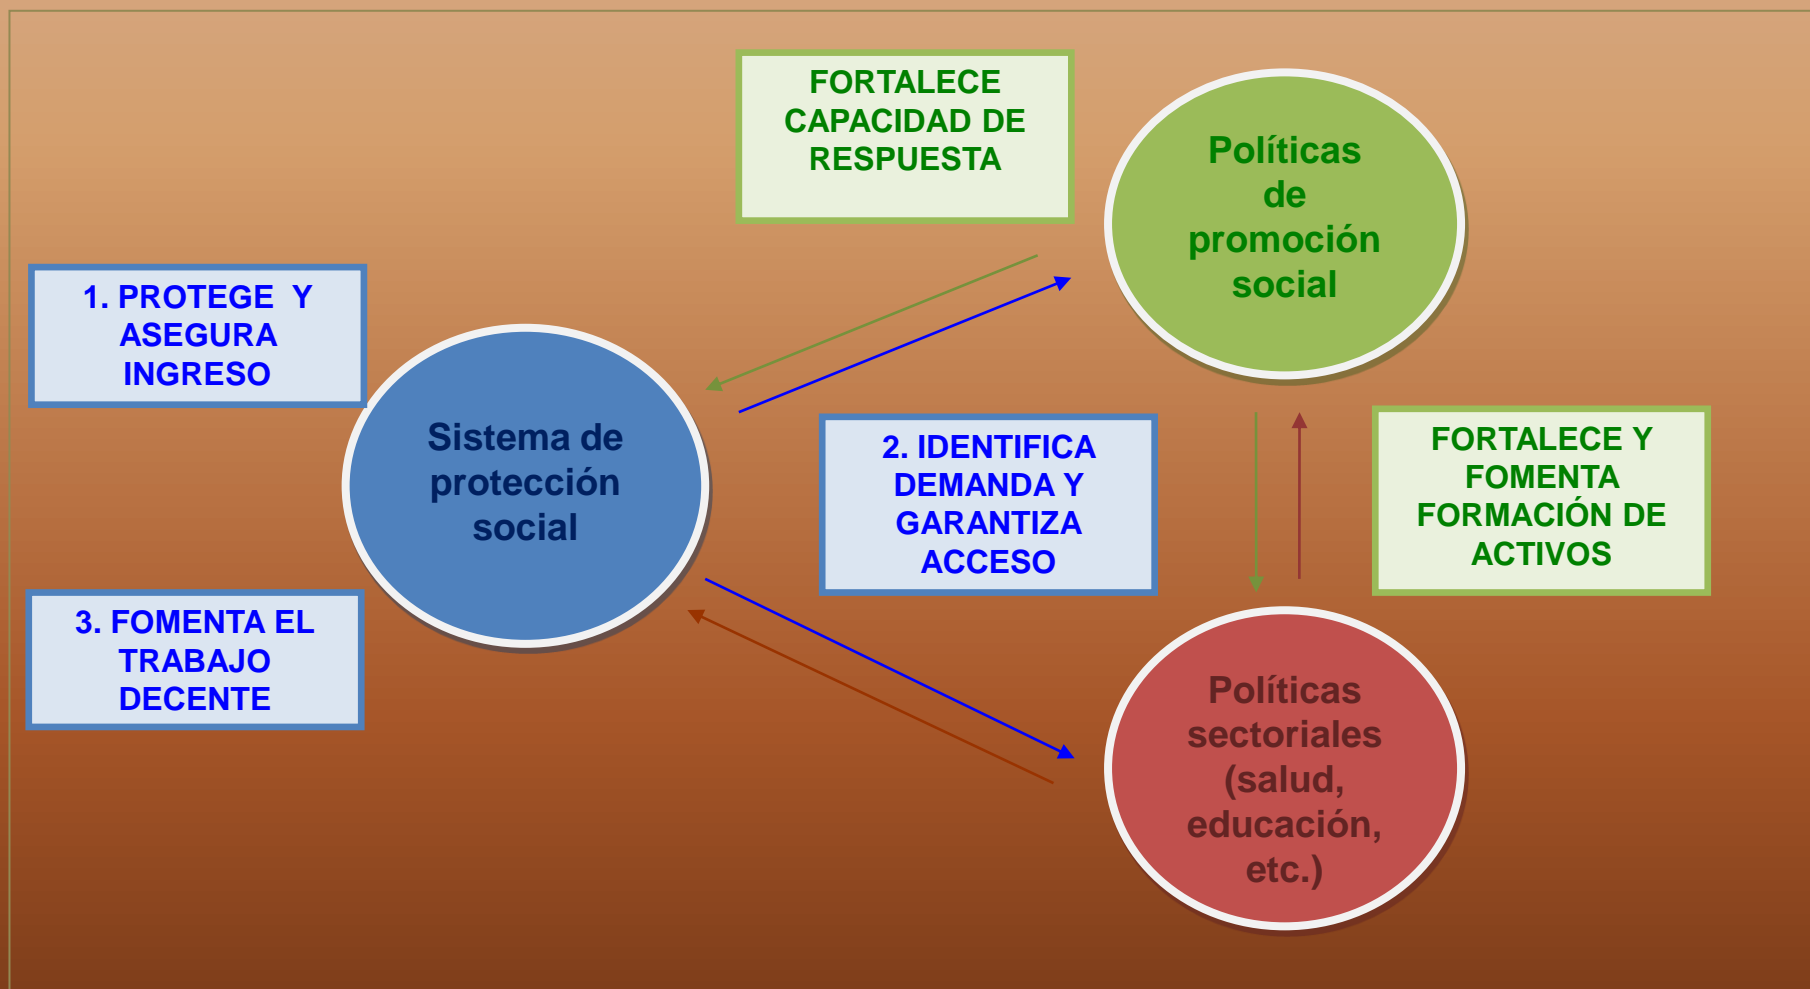 FORTALECE
CAPACIDAD DE
RESPUESTA
Políticas
de
promoción
social
1. PROTEGE  Y
ASEGURA
INGRESO
Sistema de
protección
social
2. IDENTIFICA
DEMANDA Y
GARANTIZA
ACCESO
FORTALECE Y
FOMENTA
FORMACIÓN DE
ACTIVOS
3. FOMENTA EL
TRABAJO
DECENTE
Políticas
sectoriales
(salud,
educación,
etc.)